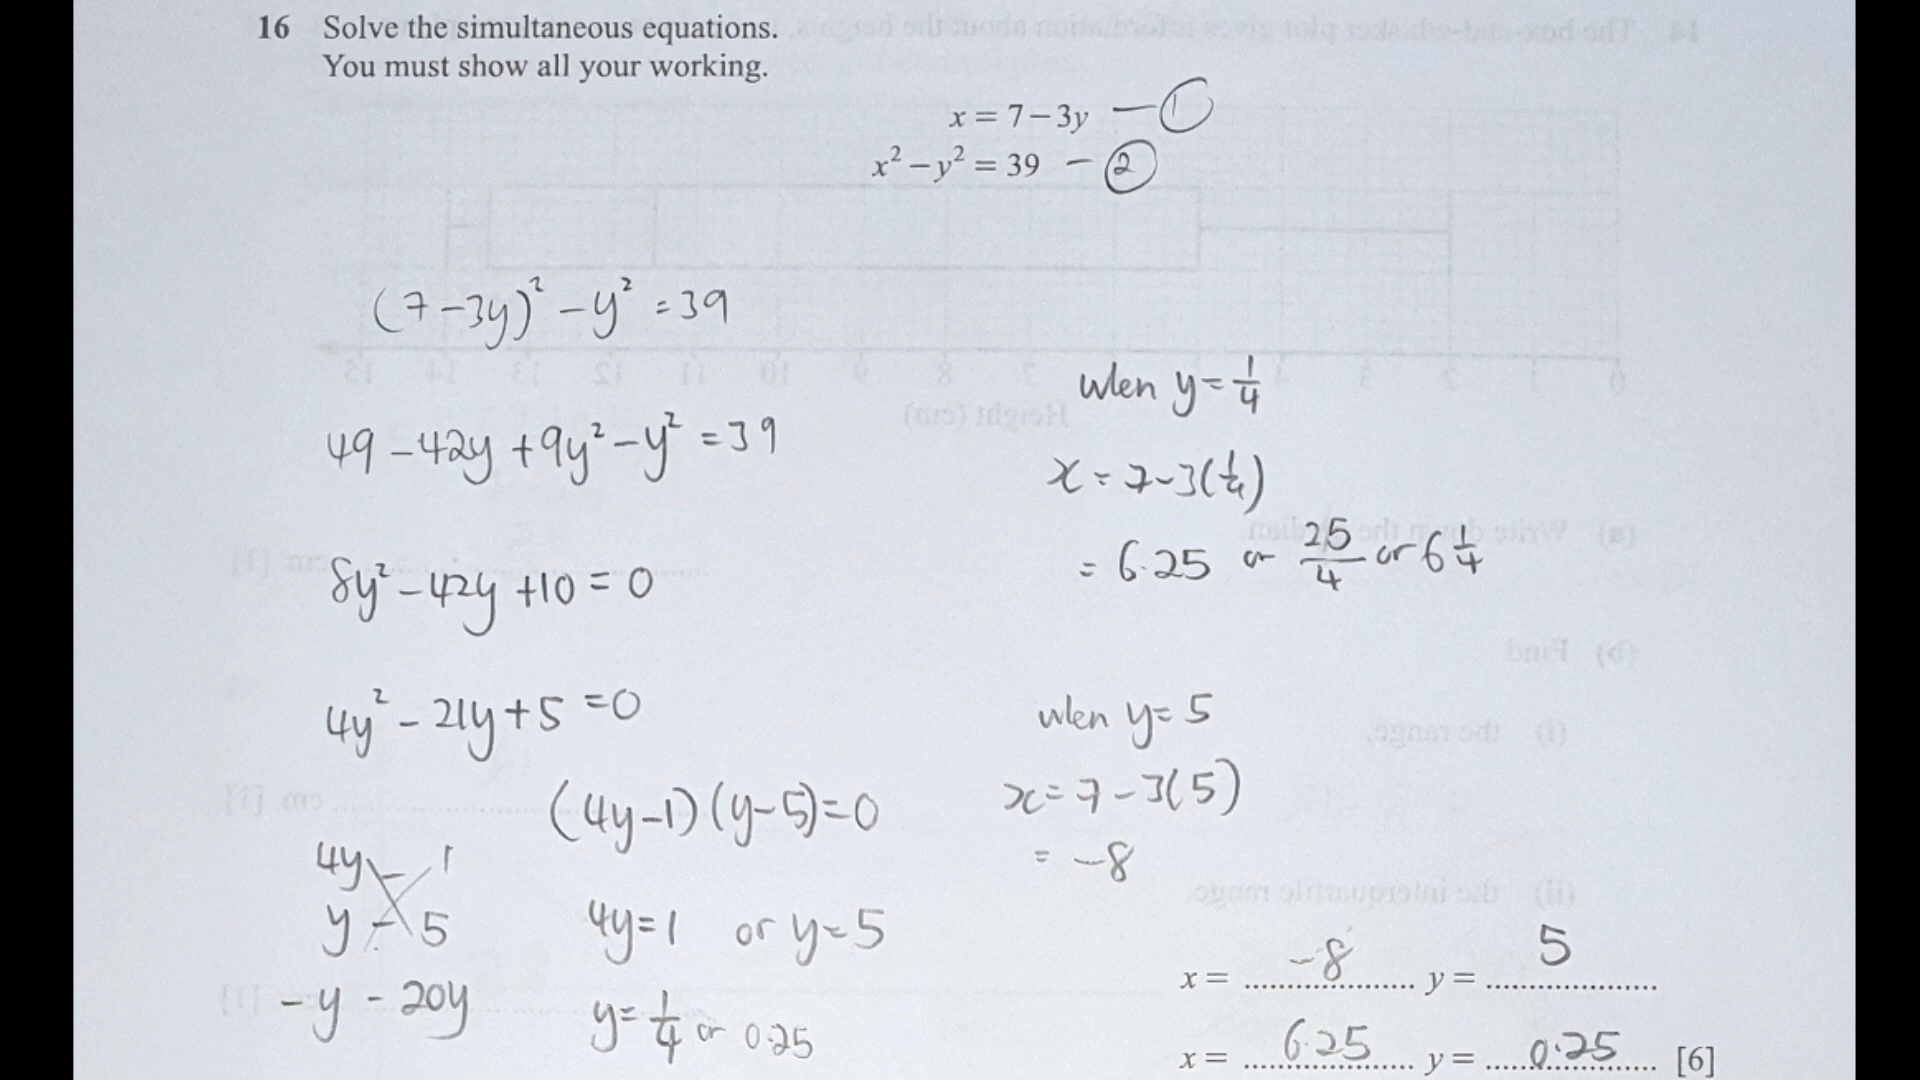 16 Solve the simultaneous equations.
You must show all your working.
x = 7 − 3y — ①
x² − y² = 39 — ②
(7 − 3y)² − y² = 39
49 − 42y + 9y² − y² = 39
8y² − 42y + 10 = 0
4y² − 21y + 5 = 0
(4y − 1)(y − 5) = 0
4y − 1
y − 5
− y − 20y
4y = 1 or y = 5
y = 1/4 or 0.25
when y = 1/4
x = 7 − 3(1/4)
= 6.25 or 25/4 or 6 1/4
when y = 5
x = 7 − 3(5)
= −8
x = −8 y = 5
x = 6.25 y = 0.25 [6]